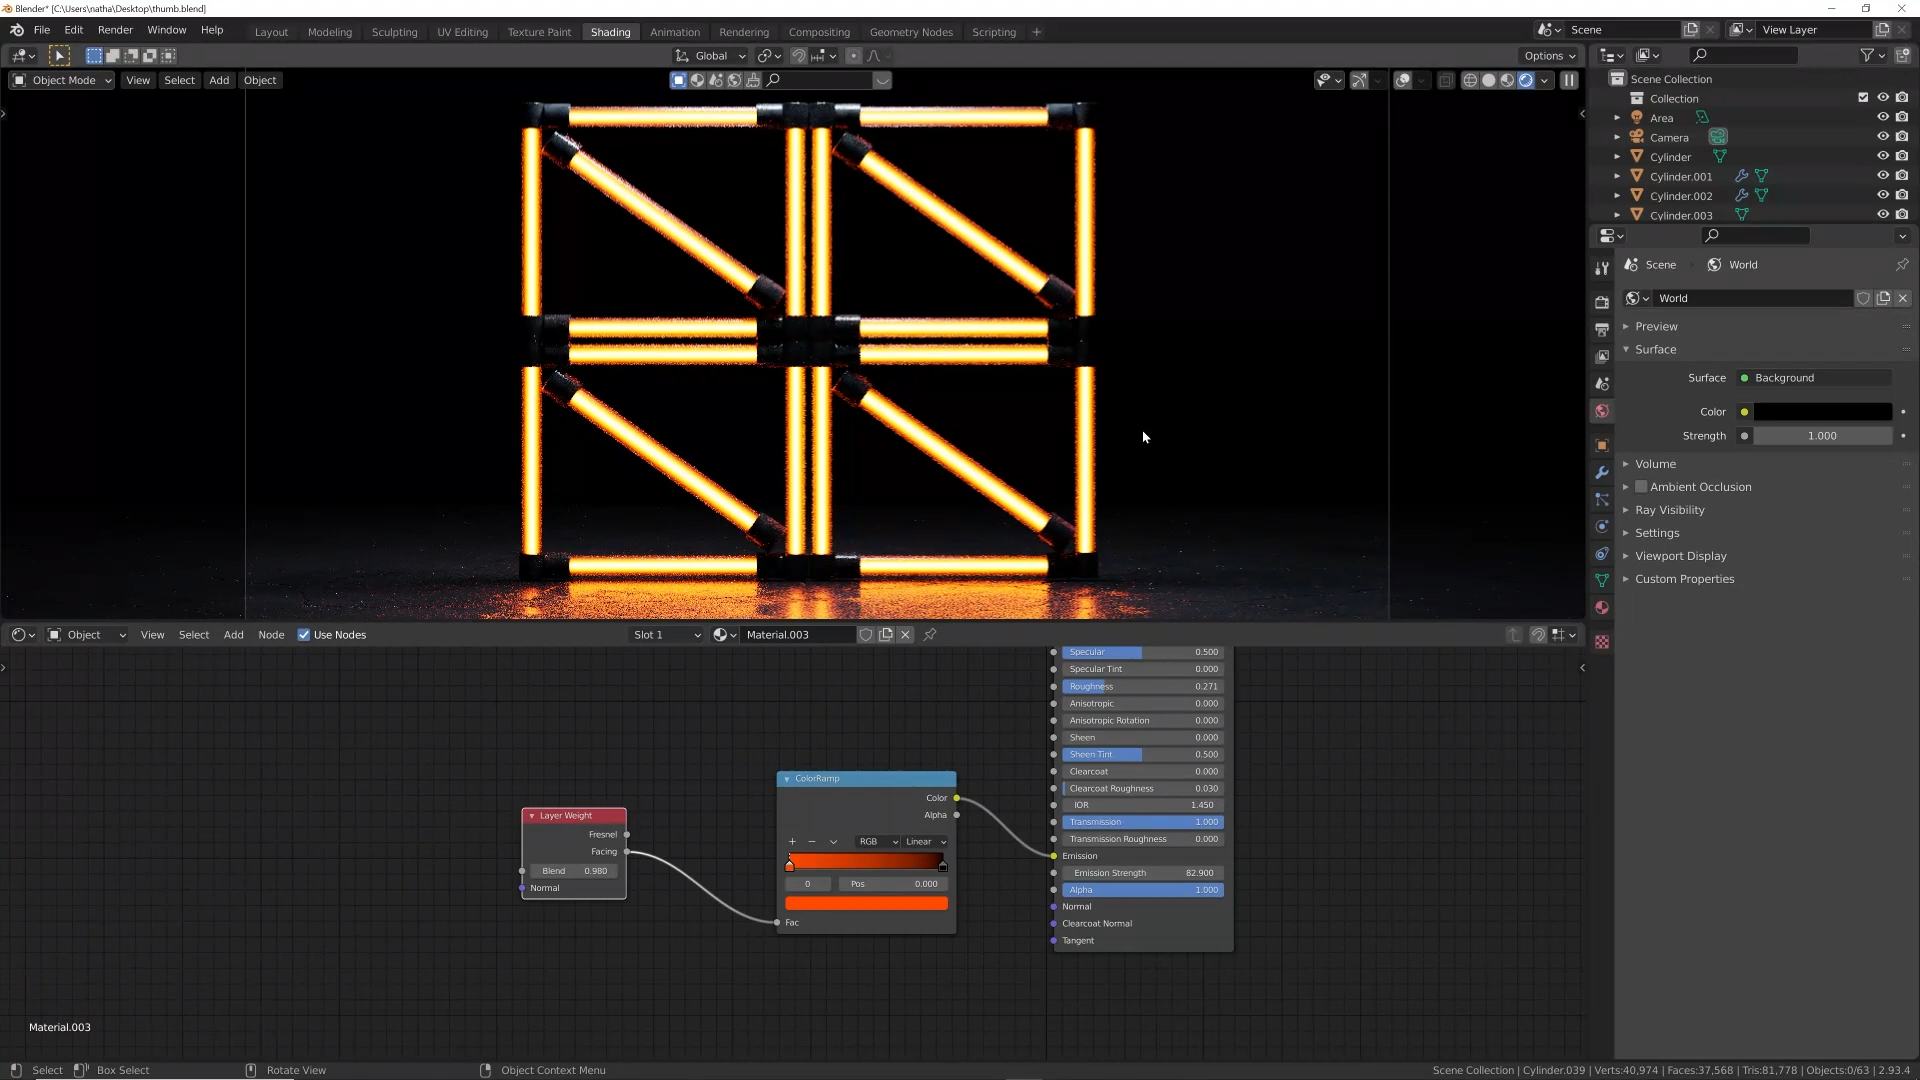 Blender* [C:\Users\natha\Desktop\thumb.blend]
File Edit Render Window Help
Layout Modeling Sculpting UV Editing Texture Paint Shading Animation Rendering Compositing Geometry Nodes Scripting +
Scene
View Layer
Global
Options
Object Mode View Select Add Object
Scene Collection
Collection
Area
Camera
Cylinder
Cylinder.001
Cylinder.002
Cylinder.003
Scene World
World
Preview
Surface
Surface Background
Color
Strength 1.000
Volume
Ambient Occlusion
Ray Visibility
Settings
Viewport Display
Custom Properties
Object View Select Add Node Use Nodes Slot 1 Material.003
Specular 0.500
Specular Tint 0.000
Roughness 0.271
Anisotropic 0.000
Anisotropic Rotation 0.000
Sheen 0.000
Sheen Tint 0.500
Clearcoat 0.000
Clearcoat Roughness 0.030
IOR 1.450
Transmission 1.000
Transmission Roughness 0.000
Emission
Emission Strength 82.900
Alpha 1.000
Normal
Clearcoat Normal
Tangent
ColorRamp
Color
Alpha
RGB Linear
0 Pos 0.000
Fac
Layer Weight
Fresnel
Facing
Blend 0.980
Normal
Material.003
Select Box Select Rotate View Object Context Menu
Scene Collection | Cylinder.039 | Verts:40,974 | Faces:37,568 | Tris:81,778 | Objects:0/63 | 2.93.4